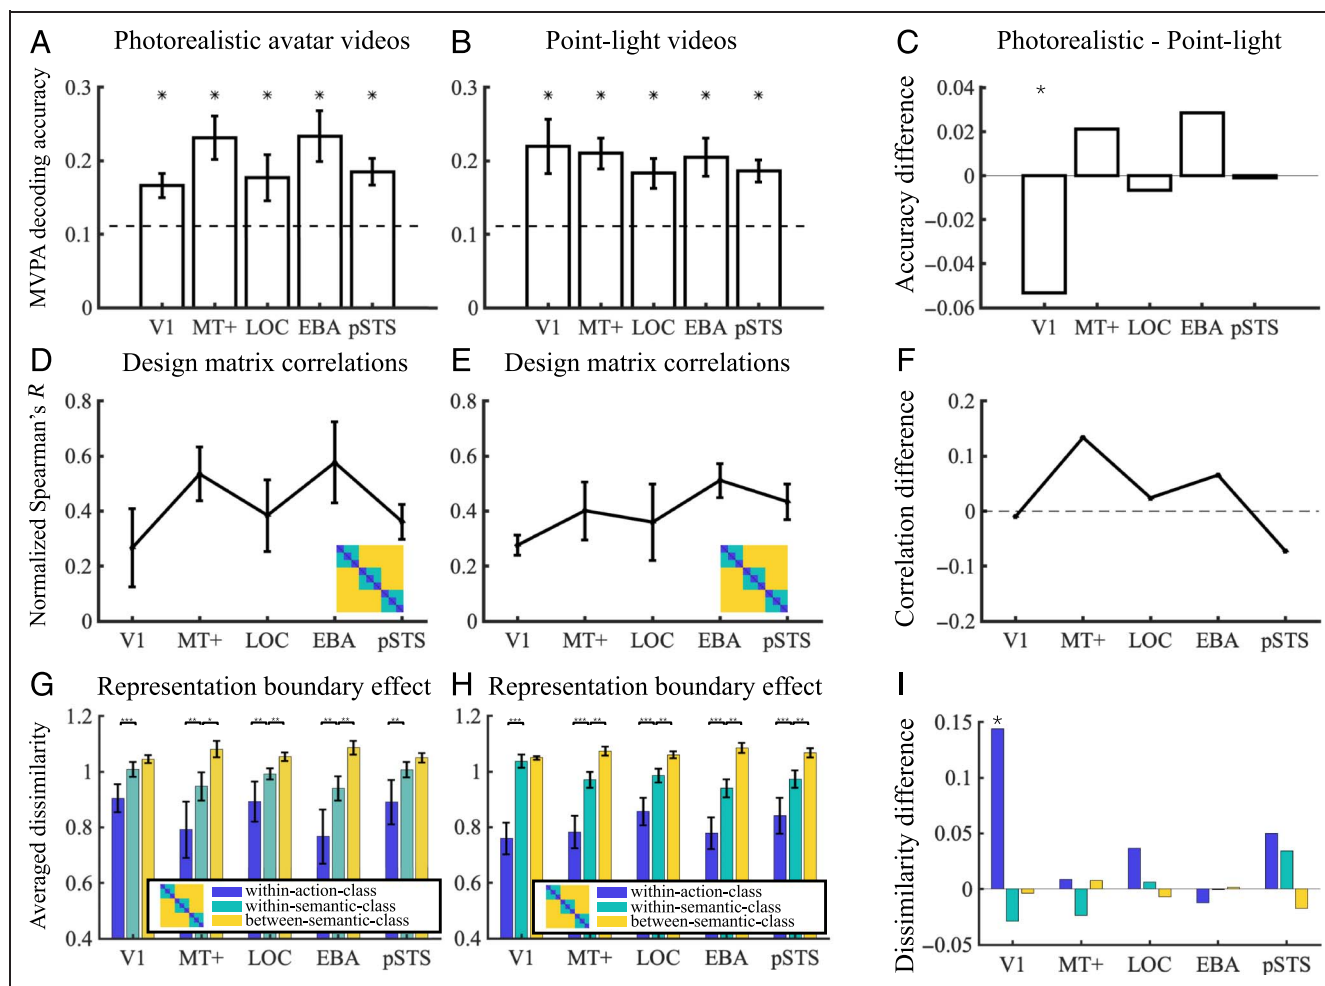 A Photorealistic avatar videos
MVPA decoding accuracy
0.3
0.2
0.1
0
* * * * *
V1 MT+ LOC EBA pSTS
B Point-light videos
0.3
0.2
0.1
0
* * * * *
V1 MT+ LOC EBA pSTS
C Photorealistic - Point-light
Accuracy difference
0.04
0.02
0
−0.02
−0.04
−0.06
*
V1 MT+ LOC EBA pSTS
D Design matrix correlations
Normalized Spearman's R
0.8
0.6
0.4
0.2
0
V1 MT+ LOC EBA pSTS
E Design matrix correlations
0.8
0.6
0.4
0.2
0
V1 MT+ LOC EBA pSTS
F
Correlation difference
0.2
0.1
0
−0.1
−0.2
V1 MT+ LOC EBA pSTS
G Representation boundary effect
Averaged dissimilarity
1.2
1
0.8
0.6
0.4
*** ** * ** ** ** ** **
within-action-class
within-semantic-class
between-semantic-class
V1 MT+ LOC EBA pSTS
H Representation boundary effect
1.2
1
0.8
0.6
0.4
*** *** ** *** ** *** ** *** **
within-action-class
within-semantic-class
between-semantic-class
V1 MT+ LOC EBA pSTS
I
Dissimilarity difference
0.15
0.10
0.05
0
−0.05
*
V1 MT+ LOC EBA pSTS